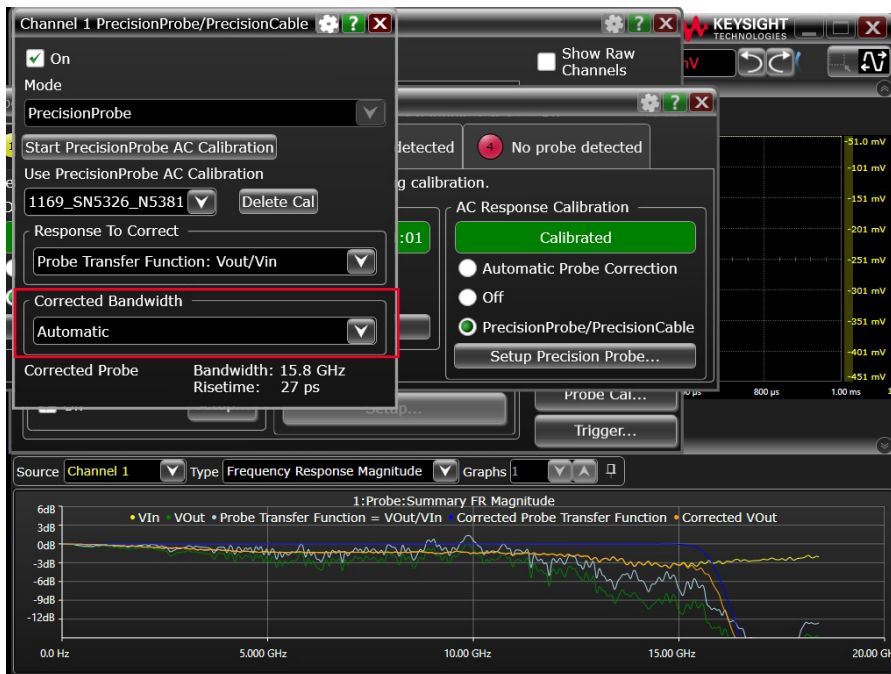 Channel 1 PrecisionProbe/PrecisionCable
?
X
On
Mode
PrecisionProbe
Start PrecisionProbe AC Calibration
Use PrecisionProbe AC Calibration
1169_SN5326_N5381
Delete Cal
Response To Correct
Probe Transfer Function: Vout/Vin
Corrected Bandwidth
Automatic
Corrected Probe Bandwidth: 15.8 GHz
Risetime: 27 ps
?
X
Show Raw
Channels
KEYSIGHT
TECHNOLOGIES
X
?
X
detected
4 No probe detected
g calibration.
:01
AC Response Calibration
Calibrated
Automatic Probe Correction
Off
PrecisionProbe/PrecisionCable
Setup Precision Probe...
Probe Cal...
Trigger...
-51.0 mV
-101 mV
-151 mV
-201 mV
-251 mV
-301 mV
-351 mV
-401 mV
-451 mV
800 µs
1.00 ms
Source Channel 1 Type Frequency Response Magnitude Graphs 1
1:Probe:Summary FR Magnitude
VIn VOut Probe Transfer Function = VOut/VIn Corrected Probe Transfer Function Corrected VOut
6dB
3dB
0dB
-3dB
-6dB
-9dB
-12dB
0.0 Hz 5.000 GHz 10.00 GHz 15.00 GHz 20.00 GH